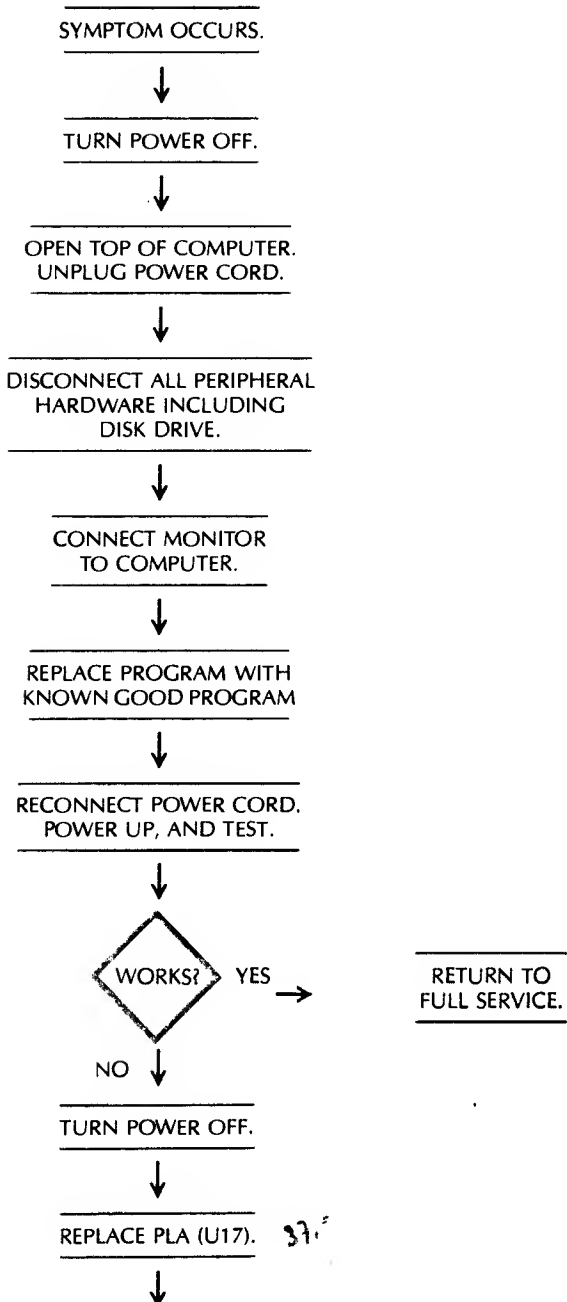 SYMPTOM OCCURS.
TURN POWER OFF.
OPEN TOP OF COMPUTER.
UNPLUG POWER CORD.
DISCONNECT ALL PERIPHERAL
HARDWARE INCLUDING
DISK DRIVE.
CONNECT MONITOR
TO COMPUTER.
REPLACE PROGRAM WITH
KNOWN GOOD PROGRAM
RECONNECT POWER CORD.
POWER UP, AND TEST.
WORKS? YES
RETURN TO
FULL SERVICE.
NO
TURN POWER OFF.
REPLACE PLA (U17).